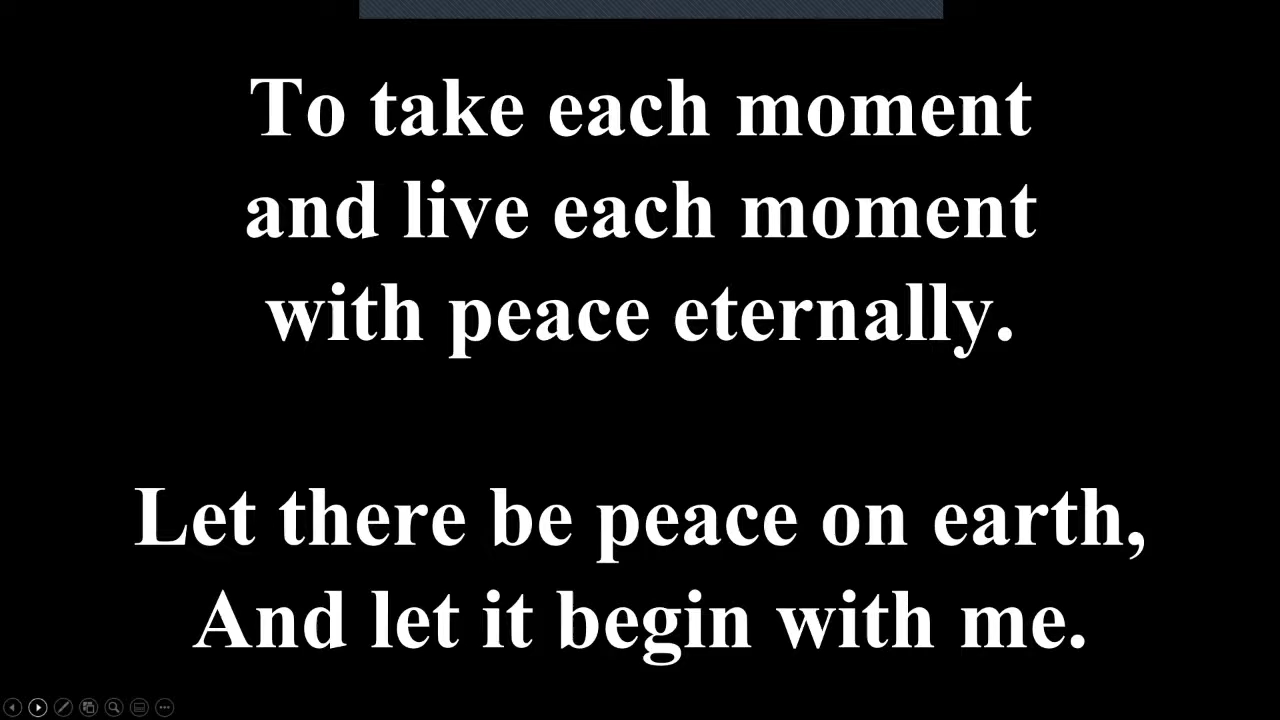 To take each moment
and live each moment
with peace eternally.
Let there be peace on earth,
And let it begin with me.